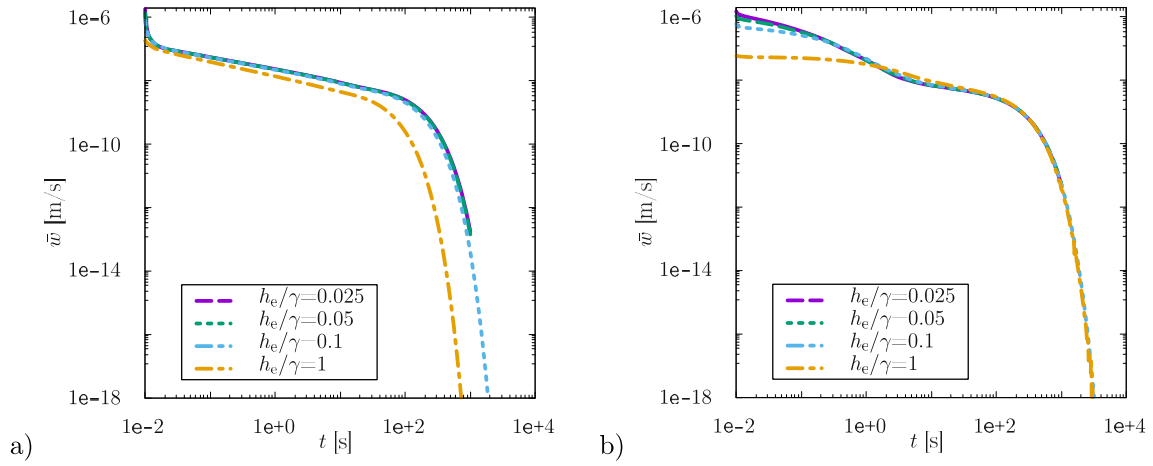 1e−6
1e−10
1e−14
1e−18
w̄ [m/s]
h_e/γ=0.025
h_e/γ=0.05
h_e/γ=0.1
h_e/γ=1
1e−2 1e+0 1e+2 1e+4
t [s]
a)
1e−6
1e−10
1e−14
1e−18
w̄ [m/s]
h_e/γ=0.025
h_e/γ=0.05
h_e/γ=0.1
h_e/γ=1
1e−2 1e+0 1e+2 1e+4
t [s]
b)